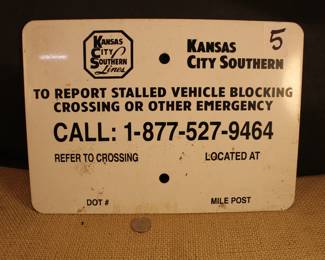 KANSAS
CITY
SOUTHERN
Lines
KANSAS
CITY SOUTHERN
5
TO REPORT STALLED VEHICLE BLOCKING
CROSSING OR OTHER EMERGENCY
CALL: 1-877-527-9464
REFER TO CROSSING LOCATED AT
DOT # MILE POST